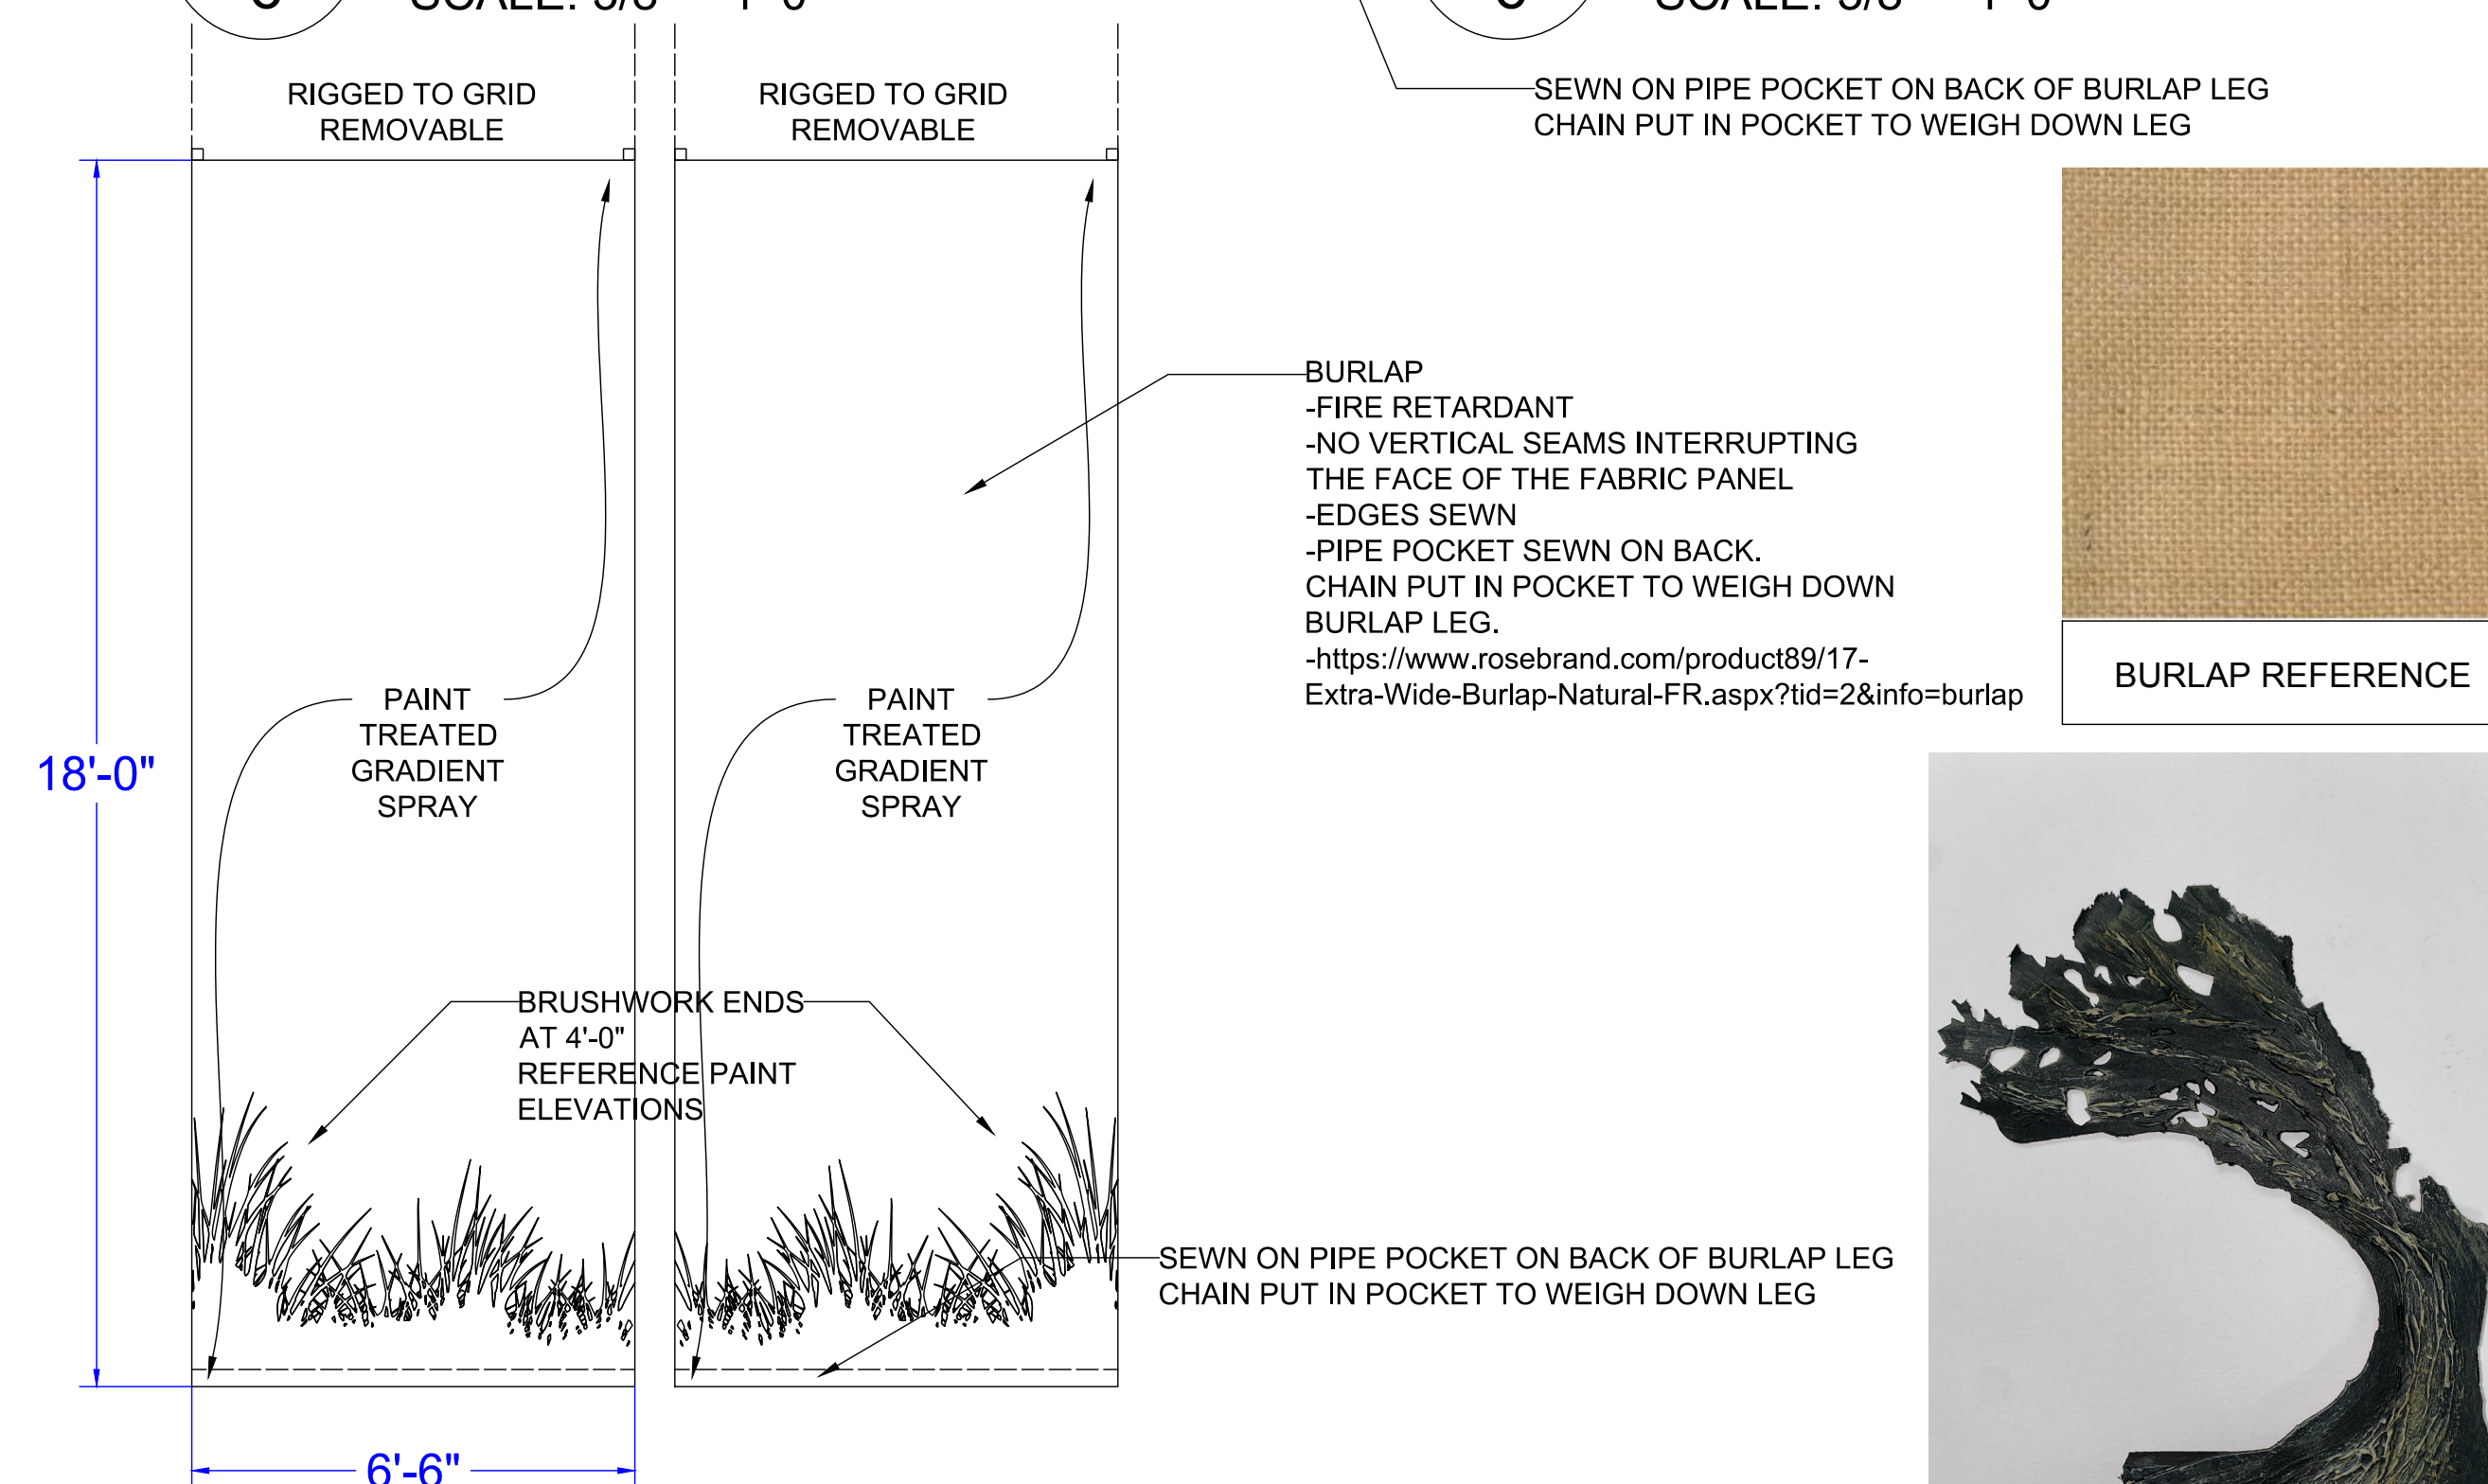 RIGGED TO GRID
REMOVABLE
RIGGED TO GRID
REMOVABLE
SEWN ON PIPE POCKET ON BACK OF BURLAP LEG
CHAIN PUT IN POCKET TO WEIGH DOWN LEG
BURLAP
-FIRE RETARDANT
-NO VERTICAL SEAMS INTERRUPTING
THE FACE OF THE FABRIC PANEL
-EDGES SEWN
-PIPE POCKET SEWN ON BACK.
CHAIN PUT IN POCKET TO WEIGH DOWN
BURLAP LEG.
-https://www.rosebrand.com/product89/17-
Extra-Wide-Burlap-Natural-FR.aspx?tid=2&info=burlap
BURLAP REFERENCE
PAINT
TREATED
GRADIENT
SPRAY
PAINT
TREATED
GRADIENT
SPRAY
18'-0"
BRUSHWORK ENDS
AT 4'-0"
REFERENCE PAINT
ELEVATIONS
SEWN ON PIPE POCKET ON BACK OF BURLAP LEG
CHAIN PUT IN POCKET TO WEIGH DOWN LEG
6'-6"